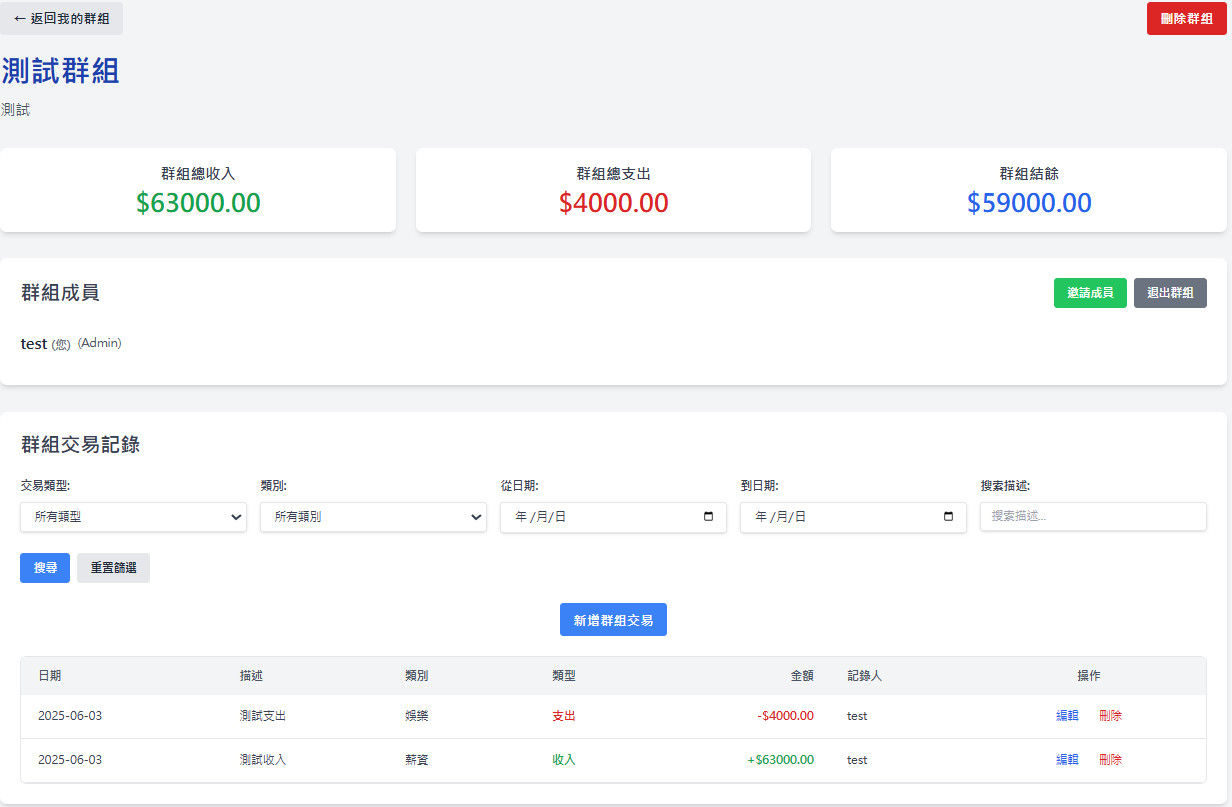 ← 返回我的群組 刪除群組
測試群組
測試
群組總收入 群組總支出 群組結餘
$63000.00 $4000.00 $59000.00
群組成員 邀請成員 退出群組
test (您) (Admin)
群組交易記錄
交易類型: 類別: 從日期: 到日期: 搜索描述:
所有類型 所有類別 年 /月/日 年 /月/日 搜索描述...
搜尋 重置篩選
新增群組交易
日期 描述 類別 類型 金額 記錄人 操作
2025-06-03 測試支出 娛樂 支出 -$4000.00 test 編輯 刪除
2025-06-03 測試收入 薪資 收入 +$63000.00 test 編輯 刪除